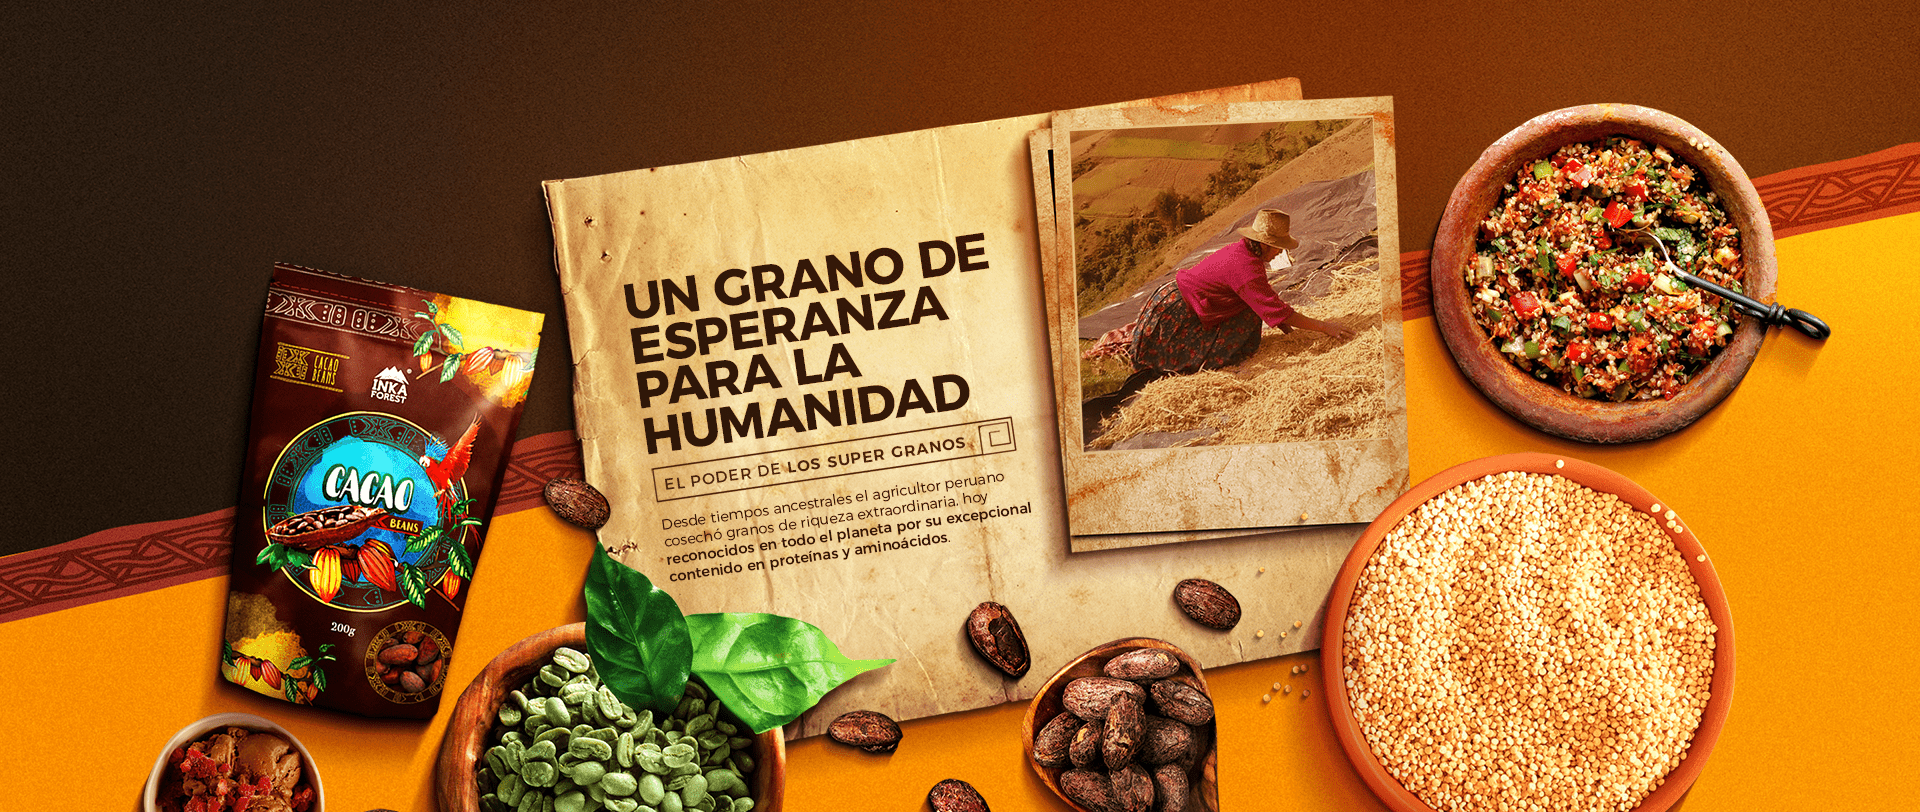 CACAO
BEANS
INKA
FOREST
CACAO
BEANS
200g
UN GRANO DE
ESPERANZA
PARA LA
HUMANIDAD
EL PODER DE LOS SUPER GRANOS
Desde tiempos ancestrales el agricultor peruano
cosechó granos de riqueza extraordinaria, hoy
reconocidos en todo el planeta por su excepcional
contenido en proteínas y aminoácidos.